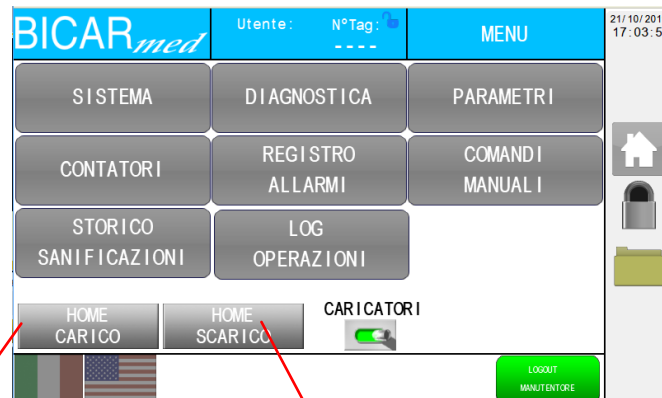 BICARmed
Utente: N°Tag:
----
MENU
21/10/201
17:03:5
SISTEMA
DIAGNOSTICA
PARAMETRI
CONTATORI
REGISTRO
ALLARMI
COMANDI
MANUALI
STORICO
SANIFICAZIONI
LOG
OPERAZIONI
HOME
CARICO
HOME
SCARICO
CARICATORI
LOGOUT
MANUTENTORE